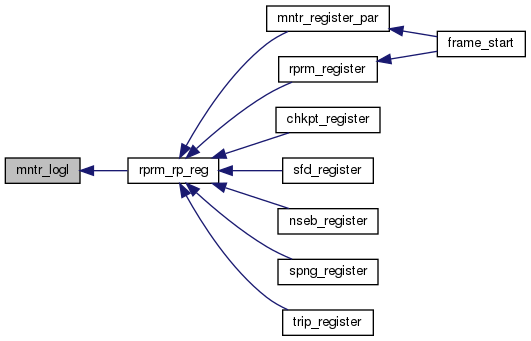 mntr_register_par
frame_start
rprm_register
chkpt_register
mntr_logl
rprm_rp_reg
sfd_register
nseb_register
spng_register
trip_register